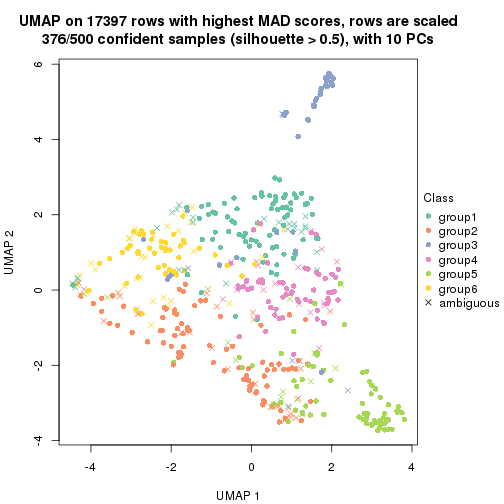 UMAP on 17397 rows with highest MAD scores, rows are scaled
376/500 confident samples (silhouette > 0.5), with 10 PCs
6
4
2
0
-2
-4
UMAP 2
-4
-2
0
2
4
UMAP 1
Class
group1
group2
group3
group4
group5
group6
ambiguous